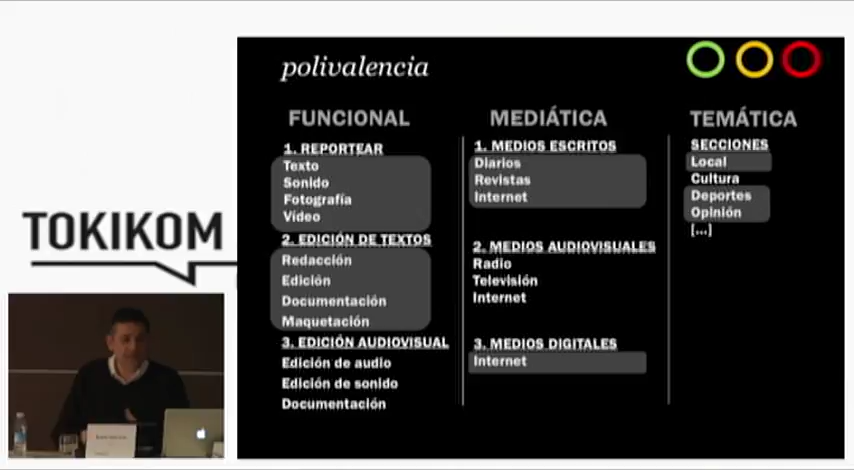 polivalencia
FUNCIONAL
1. REPORTEAR
Texto
Sonido
Fotografía
Vídeo
2. EDICIÓN DE TEXTOS
Redacción
Edición
Documentación
Maquetación
3. EDICIÓN AUDIOVISUAL
Edición de audio
Edición de sonido
Documentación
MEDIÁTICA
1. MEDIOS ESCRITOS
Diarios
Revistas
Internet
2. MEDIOS AUDIOVISUALES
Radio
Televisión
Internet
3. MEDIOS DIGITALES
Internet
TEMÁTICA
SECCIONES
Local
Cultura
Deportes
Opinión
[...]
TOKIKOM